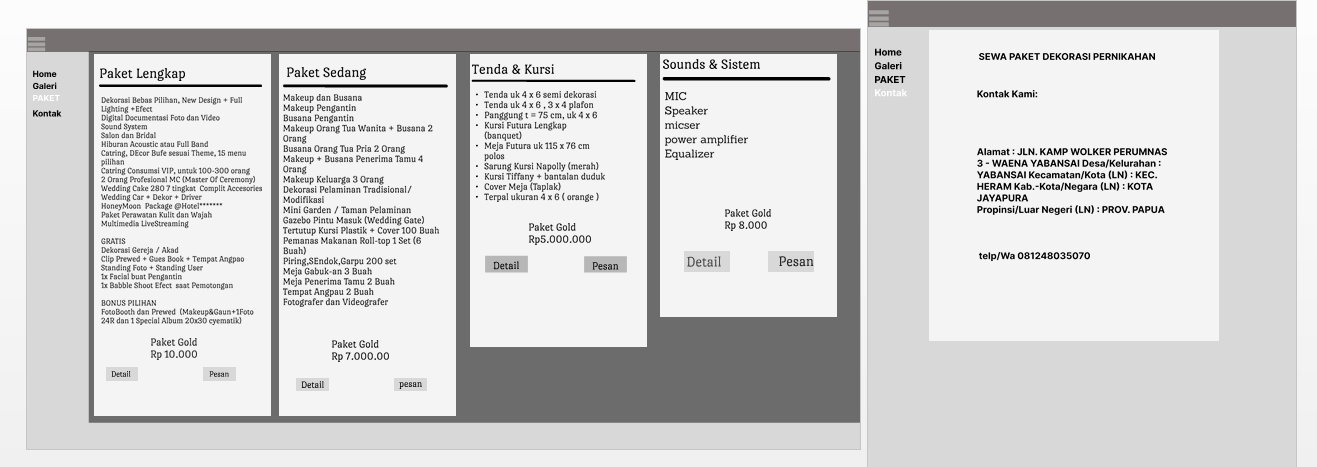 Home
Galeri
PAKET
Kontak
Paket Lengkap
Dekorasi Bebas Pilihan, New Design + Full
Lighting +Efect
Digital Documentasi Foto dan Video
Sound System
Salon dan Bridal
Hiburan Acoustic atau Full Band
Catring, DEcor Bufe sesuai Theme, 15 menu
pilihan
Catring Consumsi VIP, untuk 100-300 orang
2 Orang Profesional MC (Master Of Ceremony)
Wedding Cake 280 7 tingkat Complit Accesories
Wedding Car + Dekor + Driver
HoneyMoon Package @Hotel*******
Paket Perawatan Kulit dan Wajah
Multimedia LiveStreaming
GRATIS
Dekorasi Gereja / Akad
Clip Prewed + Gues Book + Tempat Angpao
Standing Foto + Standing User
1x Facial buat Pengantin
1x Babble Shoot Efect saat Pemotongan
BONUS PILIHAN
FotoBooth dan Prewed (Makeup&Gaun+1Foto
24R dan 1 Special Album 20x30 cyematik)
Paket Gold
Rp 10.000
Detail
Pesan
Paket Sedang
Makeup dan Busana
Makeup Pengantin
Busana Pengantin
Makeup Orang Tua Wanita + Busana 2
Orang
Busana Orang Tua Pria 2 Orang
Makeup + Busana Penerima Tamu 4
Orang
Makeup Keluarga 3 Orang
Dekorasi Pelaminan Tradisional/
Modifikasi
Mini Garden / Taman Pelaminan
Gazebo Pintu Masuk (Wedding Gate)
Tertutup Kursi Plastik + Cover 100 Buah
Pemanas Makanan Roll-top 1 Set (6
Buah)
Piring,SEndok,Garpu 200 set
Meja Gabuk-an 3 Buah
Meja Penerima Tamu 2 Buah
Tempat Angpau 2 Buah
Fotografer dan Videografer
Paket Gold
Rp 7.000.00
Detail
pesan
Tenda & Kursi
• Tenda uk 4 x 6 semi dekorasi
• Tenda uk 4 x 6 , 3 x 4 plafon
• Panggung t = 75 cm, uk 4 x 6
• Kursi Futura Lengkap
(banquet)
• Meja Futura uk 115 x 76 cm
polos
• Sarung Kursi Napolly (merah)
• Kursi Tiffany + bantalan duduk
• Cover Meja (Taplak)
• Terpal ukuran 4 x 6 ( orange )
Paket Gold
Rp5.000.000
Detail
Pesan
Sounds & Sistem
MIC
Speaker
micser
power amplifier
Equalizer
Paket Gold
Rp 8.000
Detail
Pesan
Home
Galeri
PAKET
Kontak
SEWA PAKET DEKORASI PERNIKAHAN
Kontak Kami:
Alamat : JLN. KAMP WOLKER PERUMNAS
3 - WAENA YABANSAI Desa/Kelurahan :
YABANSAI Kecamatan/Kota (LN) : KEC.
HERAM Kab.-Kota/Negara (LN) : KOTA
JAYAPURA
Propinsi/Luar Negeri (LN) : PROV. PAPUA
telp/Wa 081248035070